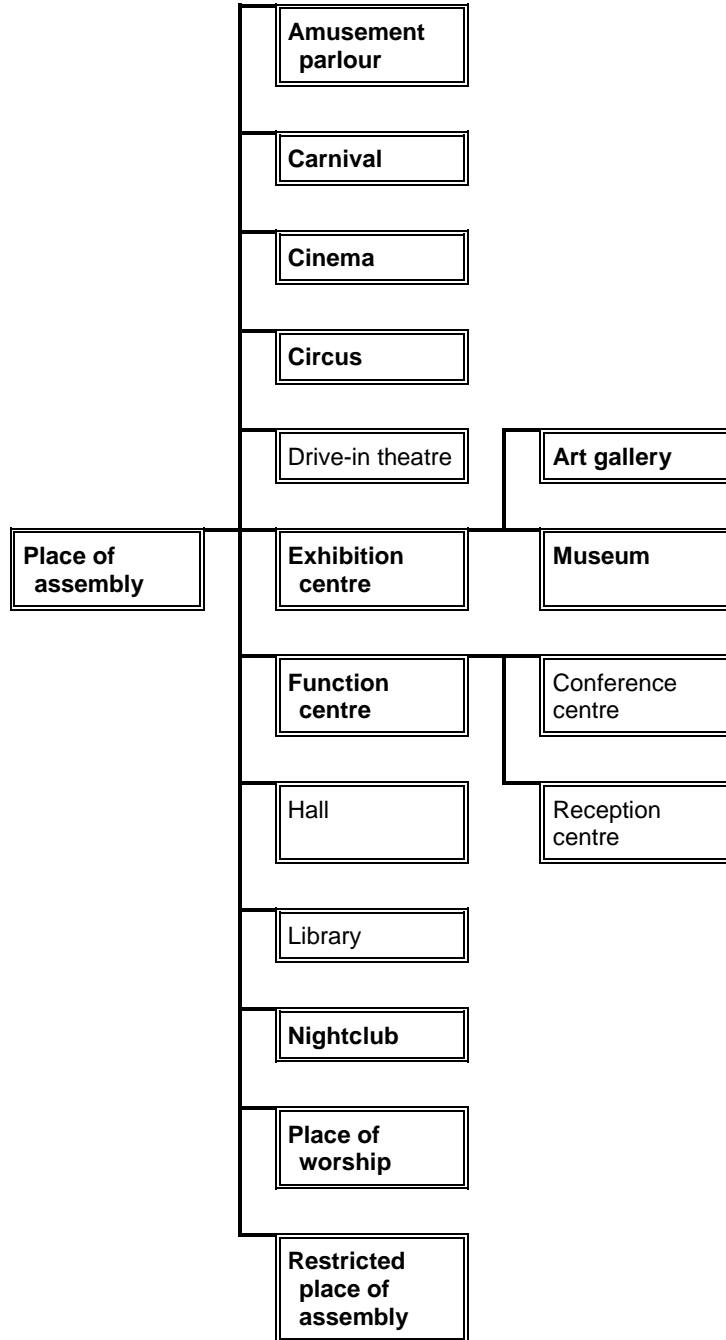 Amusement
parlour
Carnival
Cinema
Circus
Drive-in theatre
Art gallery
Place of
assembly
Exhibition
centre
Museum
Function
centre
Conference
centre
Hall
Reception
centre
Library
Nightclub
Place of
worship
Restricted
place of
assembly